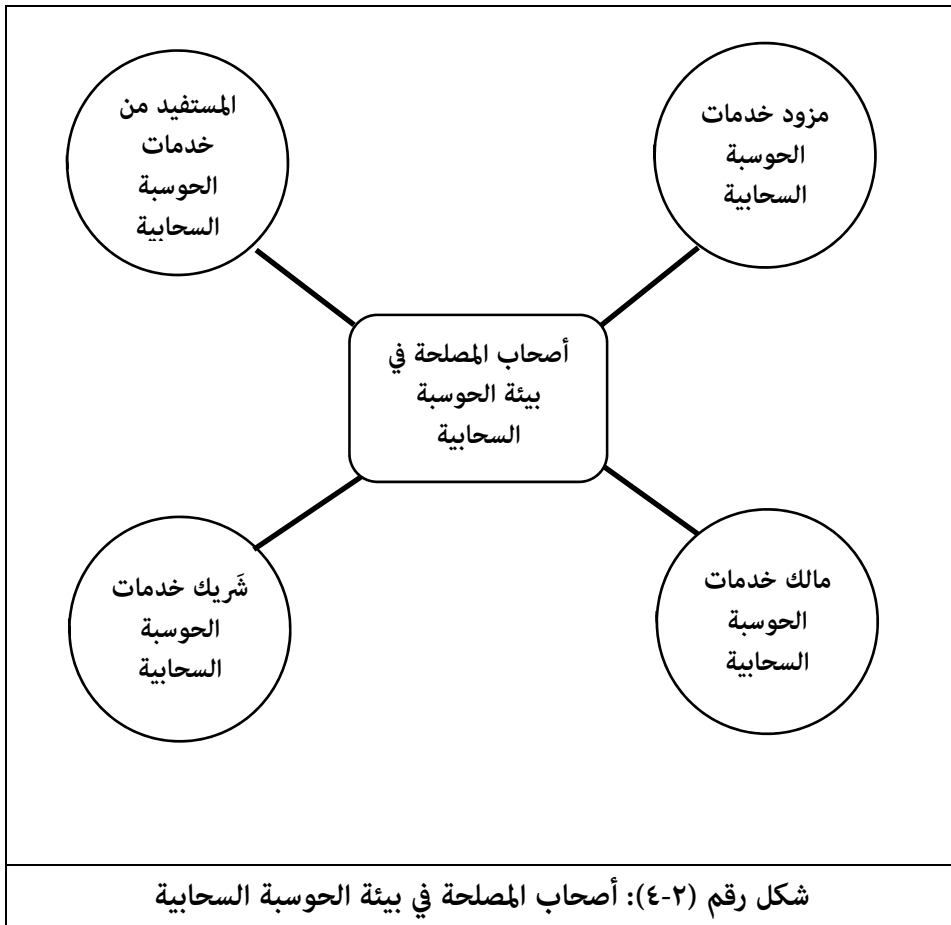 مزود خدمات
الحوسبة
السحابية
المستفيد من
خدمات
الحوسبة
السحابية
أصحاب المصلحة في
بيئة الحوسبة
السحابية
مالك خدمات
الحوسبة
السحابية
شَريك خدمات
الحوسبة
السحابية
شكل رقم (٢-٤): أصحاب المصلحة في بيئة الحوسبة السحابية